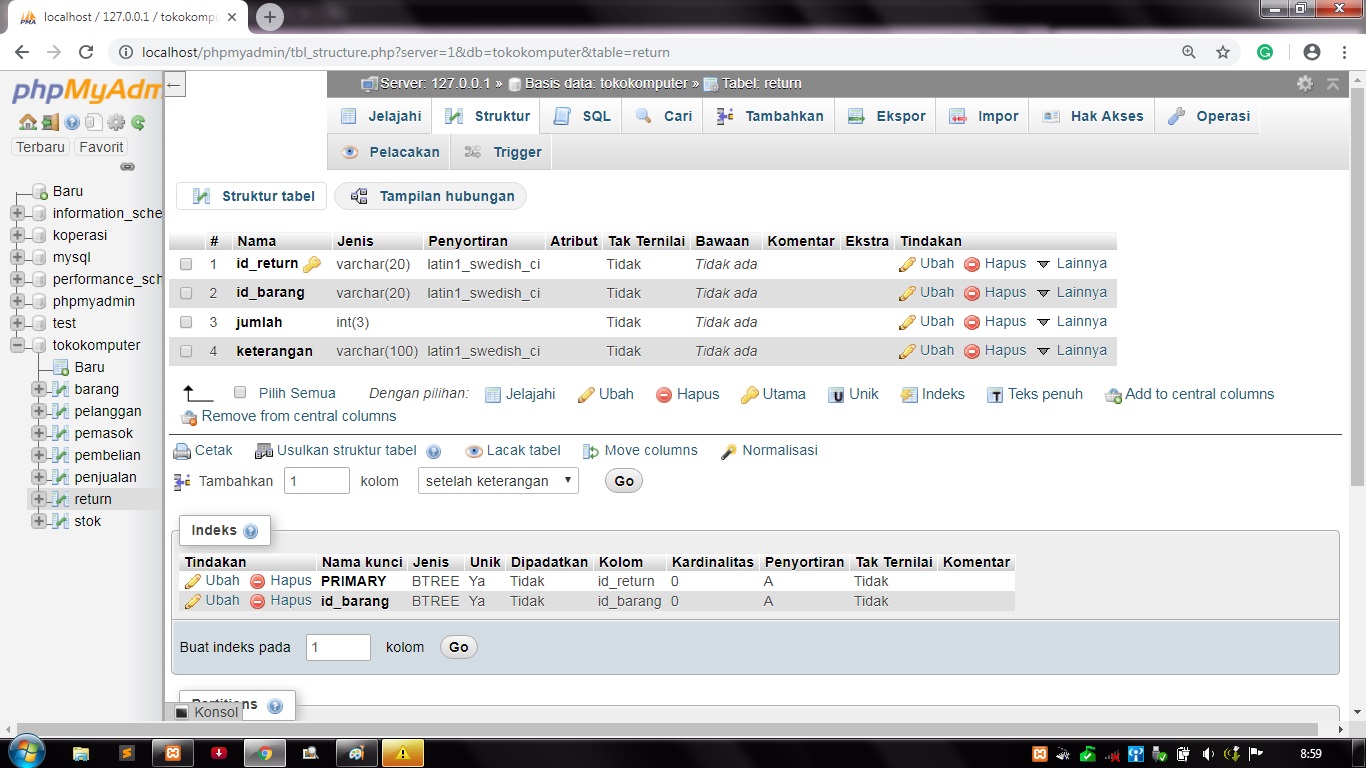 localhost / 127.0.0.1 / tokokomp
localhost/phpmyadmin/tbl_structure.php?server=1&db=tokokomputer&table=return
phpMyAdm
Terbaru Favorit
Baru
information_sche
koperasi
mysql
performance_sch
phpmyadmin
test
tokokomputer
Baru
barang
pelanggan
pemasok
pembelian
penjualan
return
stok
Server: 127.0.0.1 » Basis data: tokokomputer » Tabel: return
Jelajahi Struktur SQL Cari Tambahkan Ekspor Impor Hak Akses Operasi
Pelacakan Trigger
Struktur tabel Tampilan hubungan
# Nama Jenis Penyortiran Atribut Tak Ternilai Bawaan Komentar Ekstra Tindakan
1 id_return varchar(20) latin1_swedish_ci Tidak Tidak ada Ubah Hapus Lainnya
2 id_barang varchar(20) latin1_swedish_ci Tidak Tidak ada Ubah Hapus Lainnya
3 jumlah int(3) Tidak Tidak ada Ubah Hapus Lainnya
4 keterangan varchar(100) latin1_swedish_ci Tidak Tidak ada Ubah Hapus Lainnya
Pilih Semua Dengan pilihan: Jelajahi Ubah Hapus Utama Unik Indeks Teks penuh Add to central columns
Remove from central columns
Cetak Usulkan struktur tabel Lacak tabel Move columns Normalisasi
Tambahkan 1 kolom setelah keterangan Go
Indeks
Tindakan Nama kunci Jenis Unik Dipadatkan Kolom Kardinalitas Penyortiran Tak Ternilai Komentar
Ubah Hapus PRIMARY BTREE Ya Tidak id_return 0 A Tidak
Ubah Hapus id_barang BTREE Ya Tidak id_barang 0 A Tidak
Buat indeks pada 1 kolom Go
Partitions
Konsol
8:59